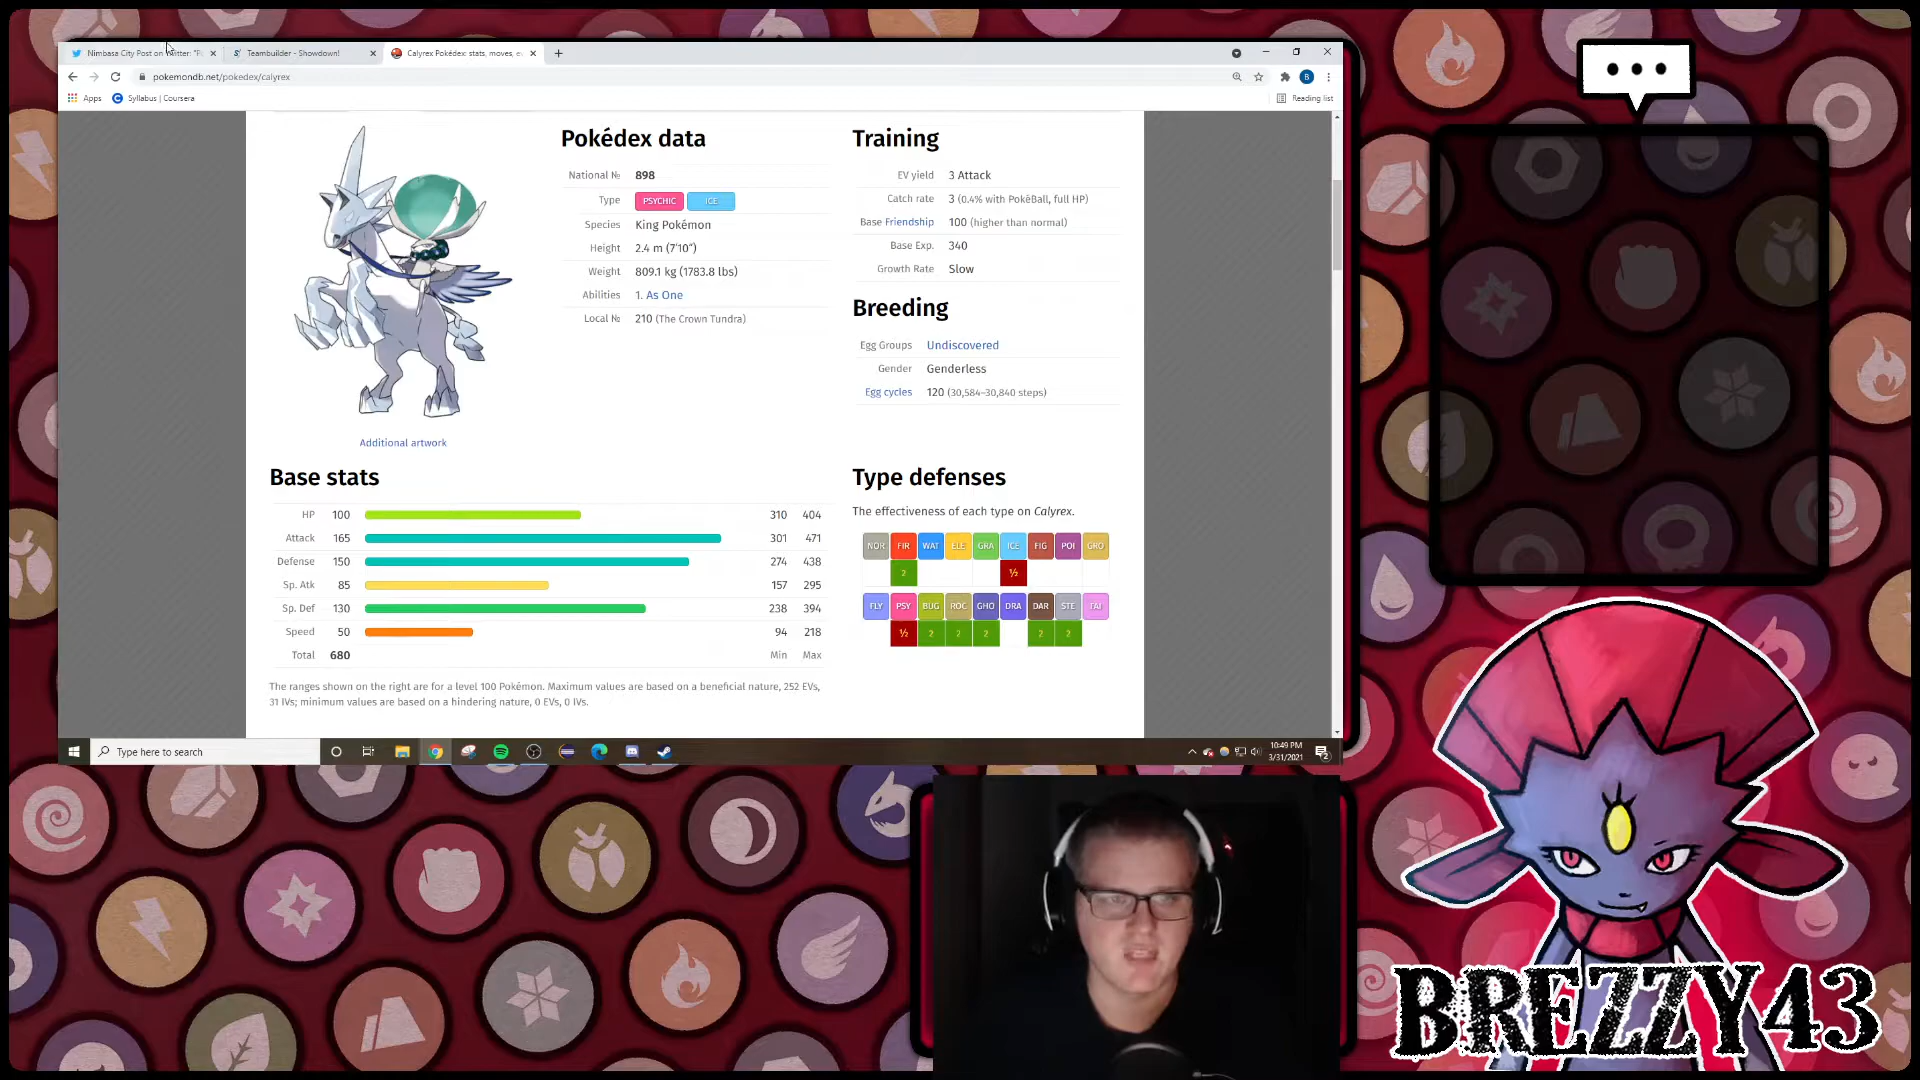 Nimbasa City Post on Twitter: "P
Teambuilder - Showdown!
Calyrex Pokédex: stats, moves, e
pokemondb.net/pokedex/calyrex
B
Apps
Syllabus | Coursera
Reading list
Pokédex data
National № 898
Type PSYCHIC ICE
Species King Pokémon
Height 2.4 m (7'10")
Weight 809.1 kg (1783.8 lbs)
Abilities 1. As One
Local № 210 (The Crown Tundra)
Training
EV yield 3 Attack
Catch rate 3 (0.4% with PokéBall, full HP)
Base Friendship 100 (higher than normal)
Base Exp. 340
Growth Rate Slow
Breeding
Egg Groups Undiscovered
Gender Genderless
Egg cycles 120 (30,584–30,840 steps)
Additional artwork
Base stats
HP 100 310 404
Attack 165 301 471
Defense 150 274 438
Sp. Atk 85 157 295
Sp. Def 130 238 394
Speed 50 94 218
Total 680 Min Max
The ranges shown on the right are for a level 100 Pokémon. Maximum values are based on a beneficial nature, 252 EVs,
31 IVs; minimum values are based on a hindering nature, 0 EVs, 0 IVs.
Type defenses
The effectiveness of each type on Calyrex.
NOR FIR WAT ELE GRA ICE FIG POI GRO
2 ½
FLY PSY BUG ROC GHO DRA DAR STE FAI
½ 2 2 2 2 2
Type here to search
10:49 PM
3/31/2021
2
BREZZY43